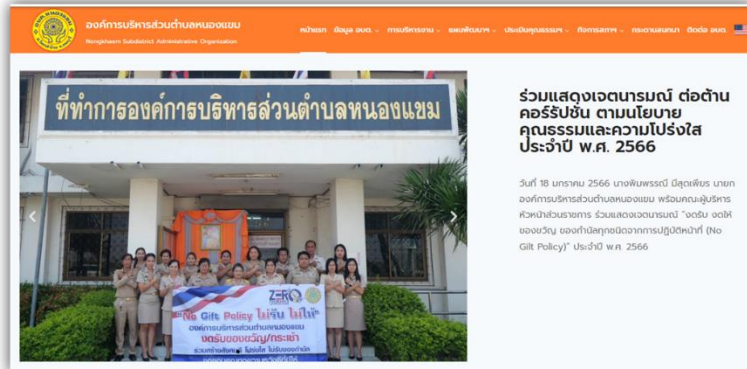 องค์การบริหารส่วนตำบลหนองแขม
Nongkhaem Subdistrict Administrative Organization
หน้าแรก ข้อมูล อบต. การบริหารงาน แผนพัฒนาฯ ประเมินคุณธรรมฯ กิจการสภาฯ กระดานสนทนา ติดต่อ อบต.
ที่ทำการองค์การบริหารส่วนตำบลหนองแขม
ZERO
"No Gift Policy ไม่รับ ไม่ให้"
องค์การบริหารส่วนตำบลหนองแขม
งดรับของขวัญ/กระเช้า
ร่วมแสดงเจตนารมณ์ ต่อต้าน
คอร์รัปชั่น ตามนโยบาย
คุณธรรมและความโปร่งใส
ประจำปี พ.ศ. 2566
วันที่ 18 มกราคม 2566 นางพิมพรรณี มีสุดเพียร นายก
องค์การบริหารส่วนตำบลหนองแขม พร้อมคณะผู้บริหาร
หัวหน้าส่วนราชการ ร่วมแสดงเจตนารมณ์ "งดรับ งดให้
ของขวัญ ของกำนัลทุกชนิดจากการปฏิบัติหน้าที่ (No
Gift Policy)" ประจำปี พ.ศ. 2566